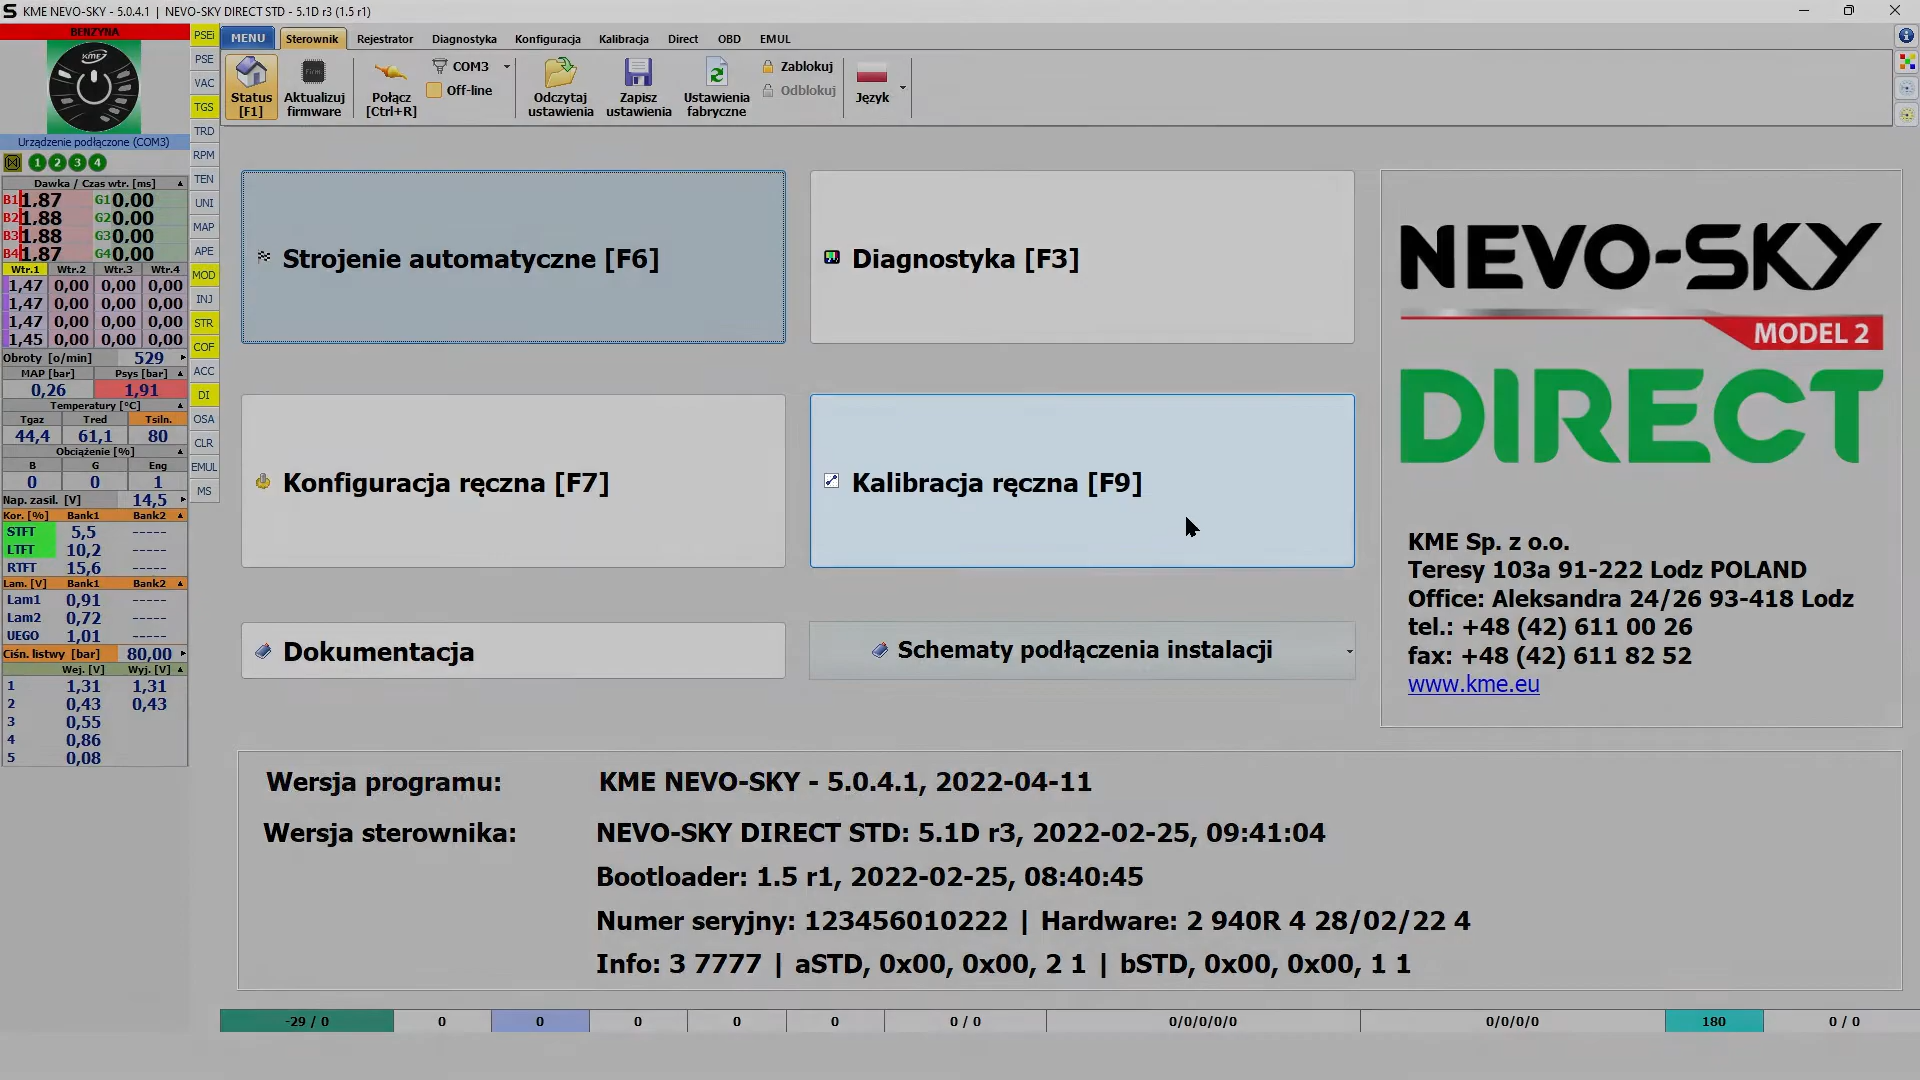 KME NEVO-SKY - 5.0.4.1 | NEVO-SKY DIRECT STD - 5.1D r3 (1.5 r1)
BENZYNA
KME
Urządzenie podłączone (COM3)
1 2 3 4
Dawka / Czas wtr. [ms]
B1 1,87 G1 0,00
B2 1,88 G2 0,00
B3 1,88 G3 0,00
B4 1,87 G4 0,00
Wtr.1 Wtr.2 Wtr.3 Wtr.4
1,47 0,00 0,00 0,00
1,47 0,00 0,00 0,00
1,47 0,00 0,00 0,00
1,45 0,00 0,00 0,00
Obroty [o/min] 529
MAP [bar] Psys [bar]
0,26 1,91
Temperatury [°C]
Tgaz Tred Tsiln.
44,4 61,1 80
Obciążenie [%]
B G Eng
0 0 1
Nap. zasil. [V] 14,5
Kor. [%] Bank1 Bank2
STFT 5,5 -----
LTFT 10,2 -----
RTFT 15,6 -----
Lam. [V] Bank1 Bank2
Lam1 0,91 -----
Lam2 0,72 -----
UEGO 1,01 -----
Ciśn. listwy [bar] 80,00
Wej. [V] Wyj. [V]
1 1,31 1,31
2 0,43 0,43
3 0,55
4 0,86
5 0,08
PSEi
PSE
VAC
TGS
TRD
RPM
TEN
UNI
MAP
APE
MOD
INJ
STR
COF
ACC
DI
OSA
CLR
EMUL
MS
MENU Sterownik Rejestrator Diagnostyka Konfiguracja Kalibracja Direct OBD EMUL
Status
[F1]
Firm.
Aktualizuj
firmware
Połącz
[Ctrl+R]
COM3
Off-line
Odczytaj
ustawienia
Zapisz
ustawienia
Ustawienia
fabryczne
Zablokuj
Odblokuj
Język
Strojenie automatyczne [F6]
Diagnostyka [F3]
Konfiguracja ręczna [F7]
Kalibracja ręczna [F9]
Dokumentacja
Schematy podłączenia instalacji
NEVO-SKY
MODEL 2
DIRECT
KME Sp. z o.o.
Teresy 103a 91-222 Lodz POLAND
Office: Aleksandra 24/26 93-418 Lodz
tel.: +48 (42) 611 00 26
fax: +48 (42) 611 82 52
www.kme.eu
Wersja programu: KME NEVO-SKY - 5.0.4.1, 2022-04-11
Wersja sterownika: NEVO-SKY DIRECT STD: 5.1D r3, 2022-02-25, 09:41:04
Bootloader: 1.5 r1, 2022-02-25, 08:40:45
Numer seryjny: 123456010222 | Hardware: 2 940R 4 28/02/22 4
Info: 3 7777 | aSTD, 0x00, 0x00, 2 1 | bSTD, 0x00, 0x00, 1 1
-29 / 0 0 0 0 0 0 0 / 0 0/0/0/0/0 0/0/0/0 180 0 / 0